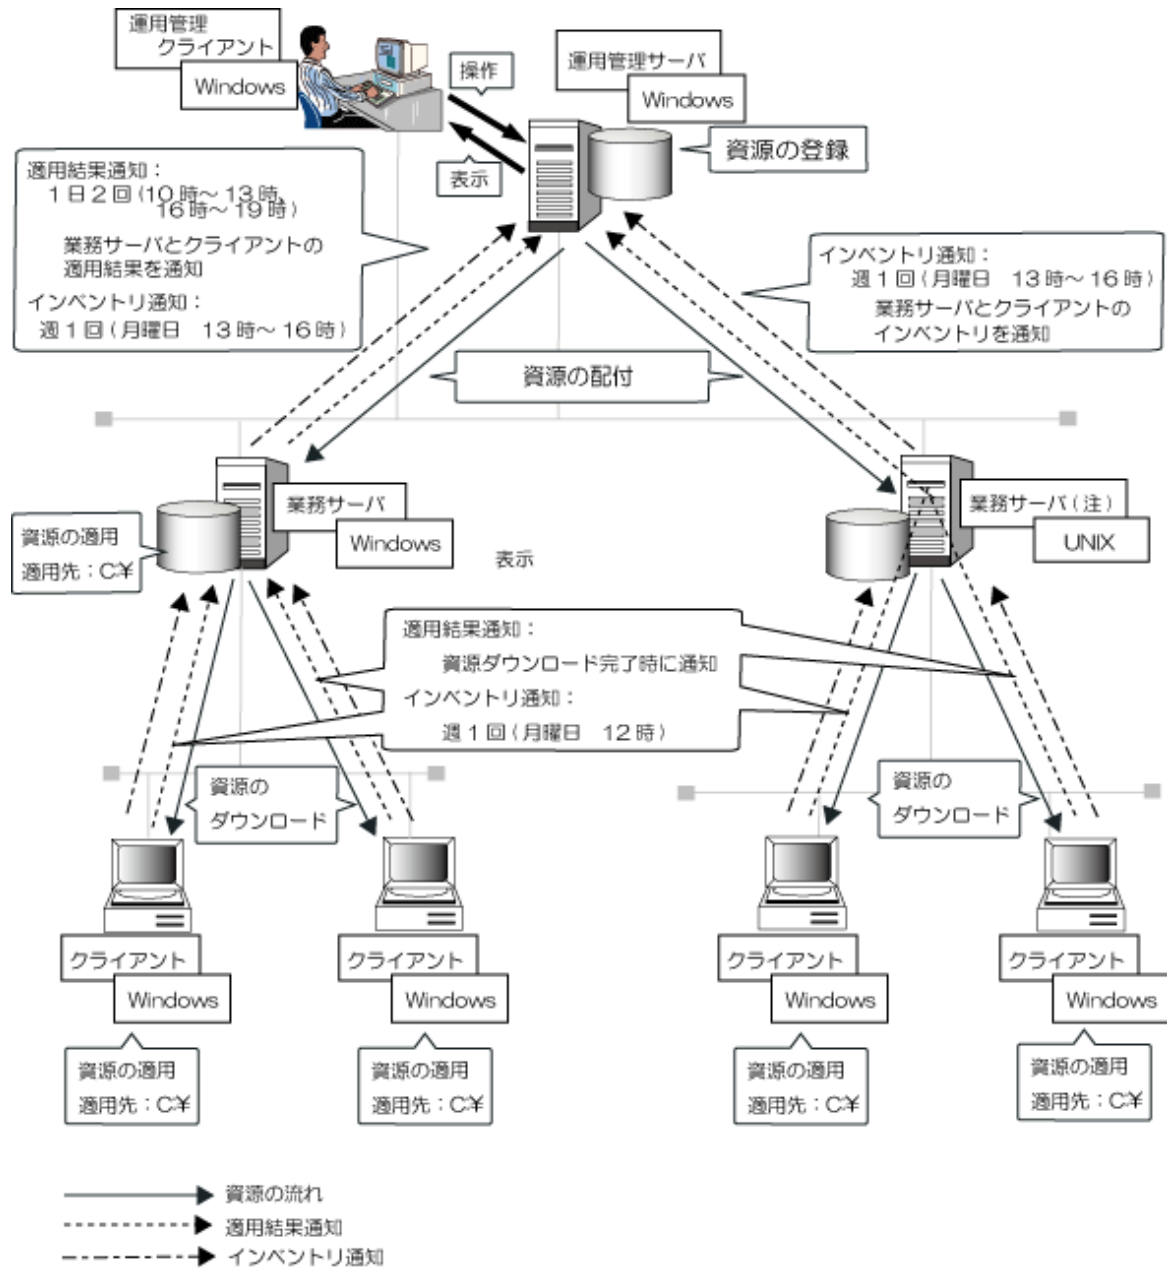 運用管理
クライアント
Windows
操作
表示
運用管理サーバ
Windows
資源の登録
適用結果通知：
1日2回(10時～13時、
16時～19時)
業務サーバとクライアントの
適用結果を通知
インベントリ通知：
週1回(月曜日　13時～16時)
インベントリ通知：
週1回(月曜日　13時～16時)
業務サーバとクライアントの
インベントリを通知
資源の配付
業務サーバ
Windows
資源の適用
適用先：C:¥
表示
業務サーバ(注)
UNIX
適用結果通知：
資源ダウンロード完了時に通知
インベントリ通知：
週1回(月曜日　12時)
資源の
ダウンロード
資源の
ダウンロード
クライアント
Windows
クライアント
Windows
クライアント
Windows
クライアント
Windows
資源の適用
適用先：C:¥
資源の適用
適用先：C:¥
資源の適用
適用先：C:¥
資源の適用
適用先：C:¥
資源の流れ
適用結果通知
インベントリ通知